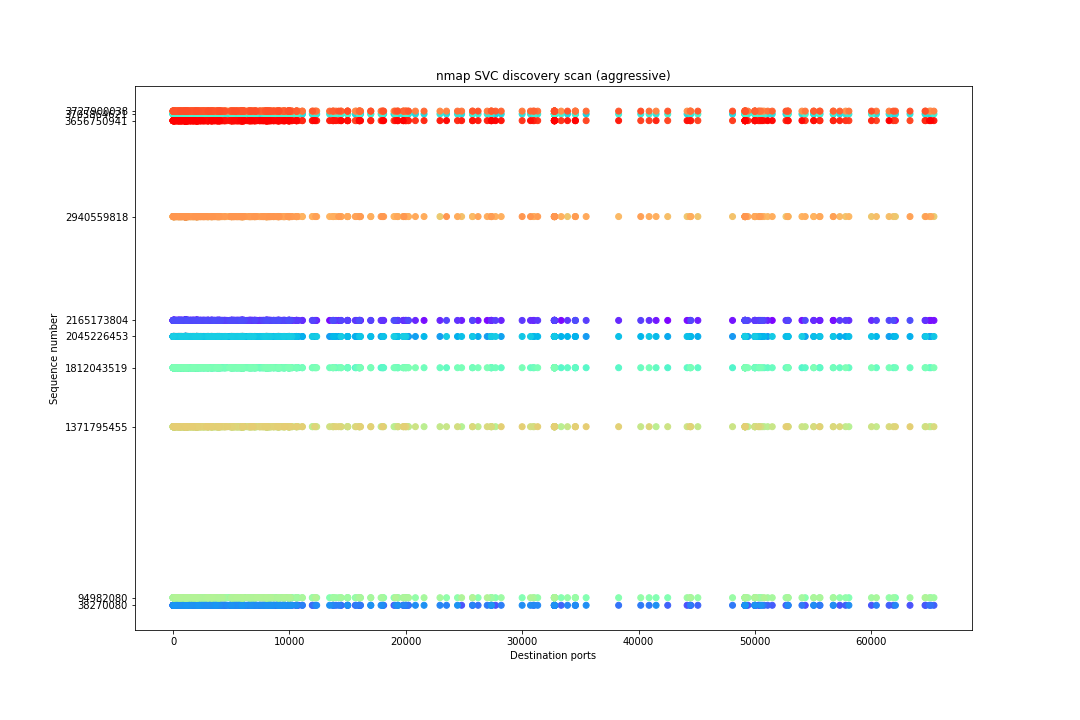 nmap SVC discovery scan (aggressive)
3656750941
2940559818
2165173804
2045226453
1812043519
1371795455
94982080
38270080
Sequence number
0 10000 20000 30000 40000 50000 60000
Destination ports